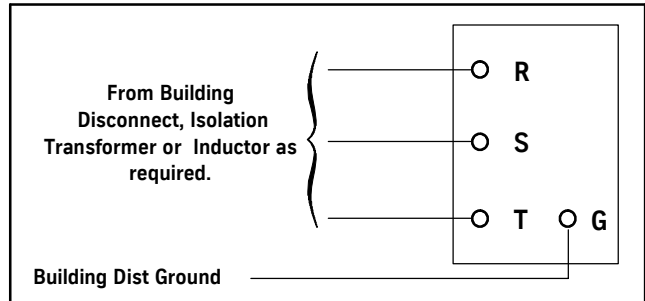 From Building
Disconnect, Isolation
Transformer or Inductor as
required.
R
S
T
G
Building Dist Ground